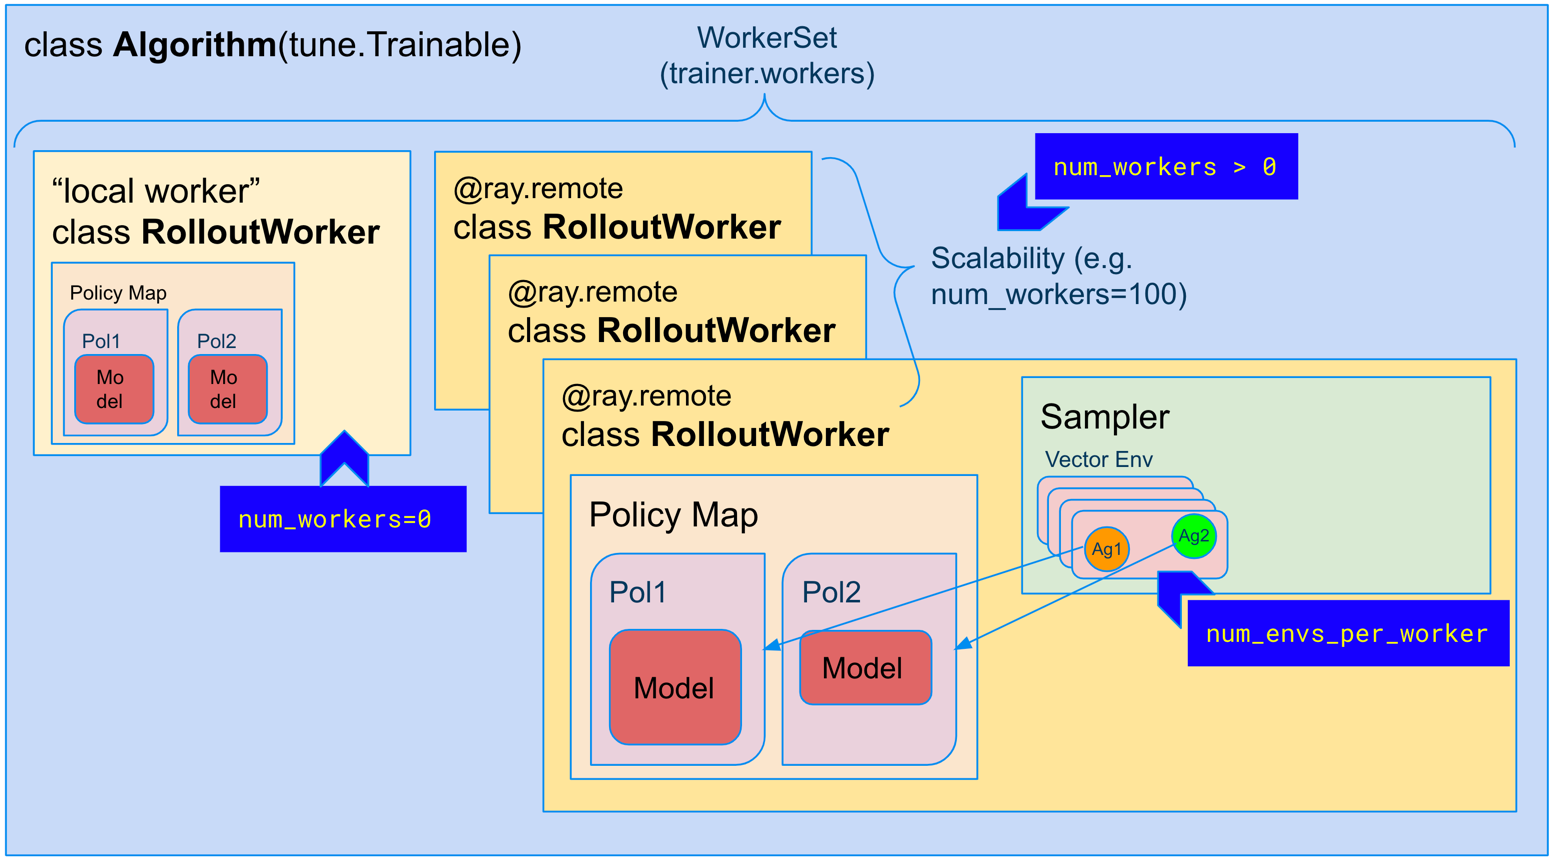 class Algorithm(tune.Trainable)
WorkerSet
(trainer.workers)
“local worker”
class RolloutWorker
Policy Map
Pol1
Mo
del
Pol2
Mo
del
num_workers=0
@ray.remote
class RolloutWorker
@ray.remote
class RolloutWorker
@ray.remote
class RolloutWorker
num_workers > 0
Scalability (e.g.
num_workers=100)
Policy Map
Pol1
Model
Pol2
Model
Sampler
Vector Env
Ag1
Ag2
num_envs_per_worker